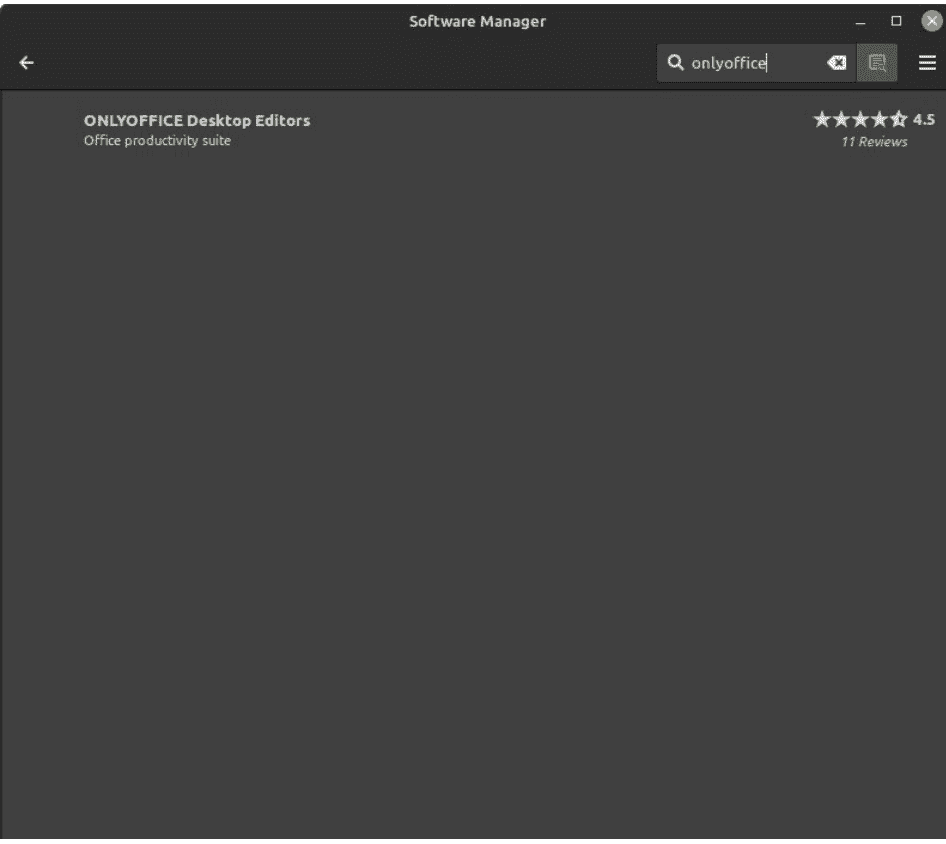 Software Manager
onlyoffice
ONLYOFFICE Desktop Editors 4.5
Office productivity suite 11 Reviews